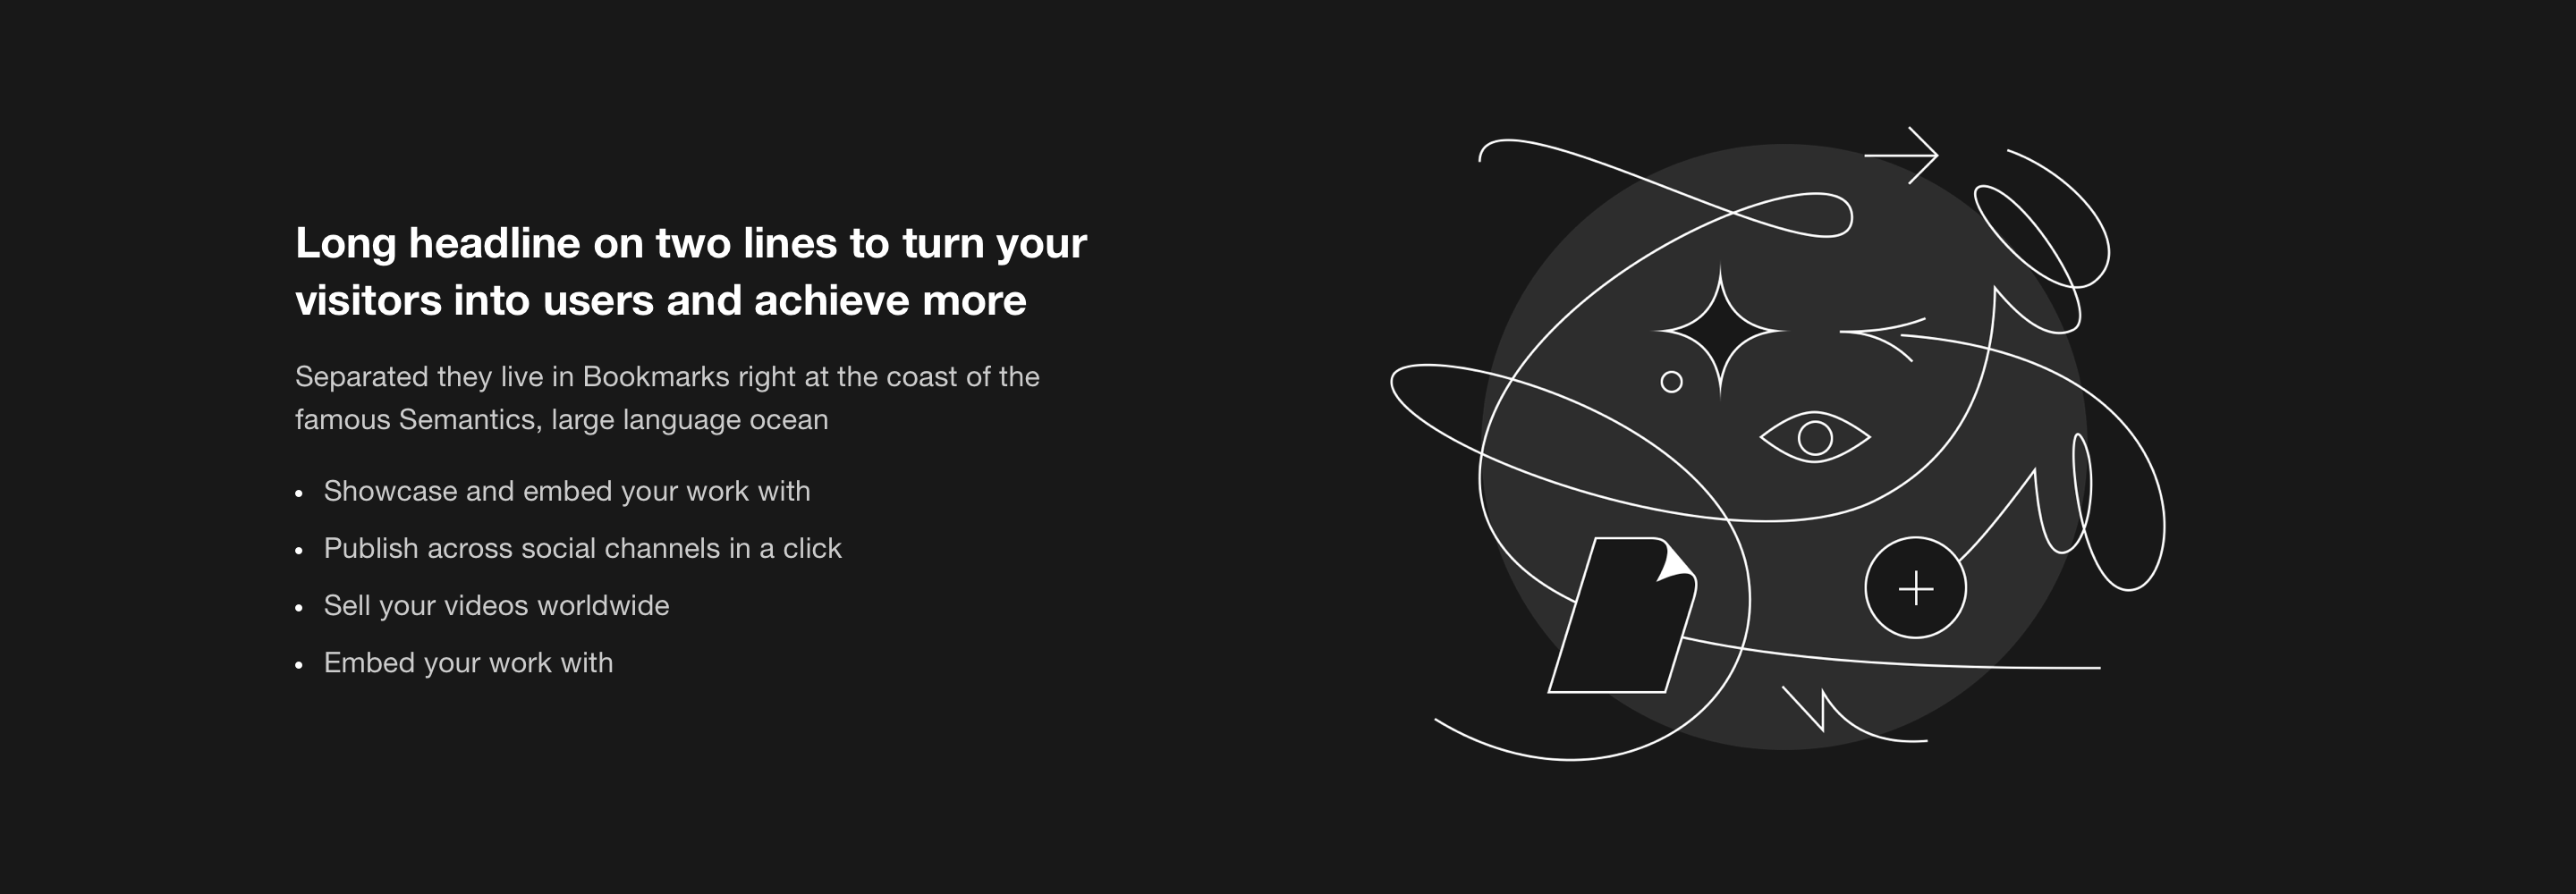 Long headline on two lines to turn your
visitors into users and achieve more
Separated they live in Bookmarks right at the coast of the
famous Semantics, large language ocean
• Showcase and embed your work with
• Publish across social channels in a click
• Sell your videos worldwide
• Embed your work with